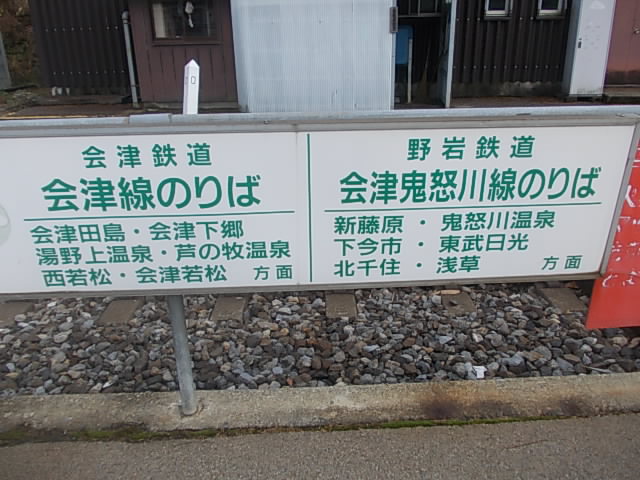 会津鉄道
会津線のりば
会津田島・会津下郷
湯野上温泉・芦の牧温泉
西若松・会津若松 方面
野岩鉄道
会津鬼怒川線のりば
新藤原・鬼怒川温泉
下今市・東武日光
北千住・浅草 方面